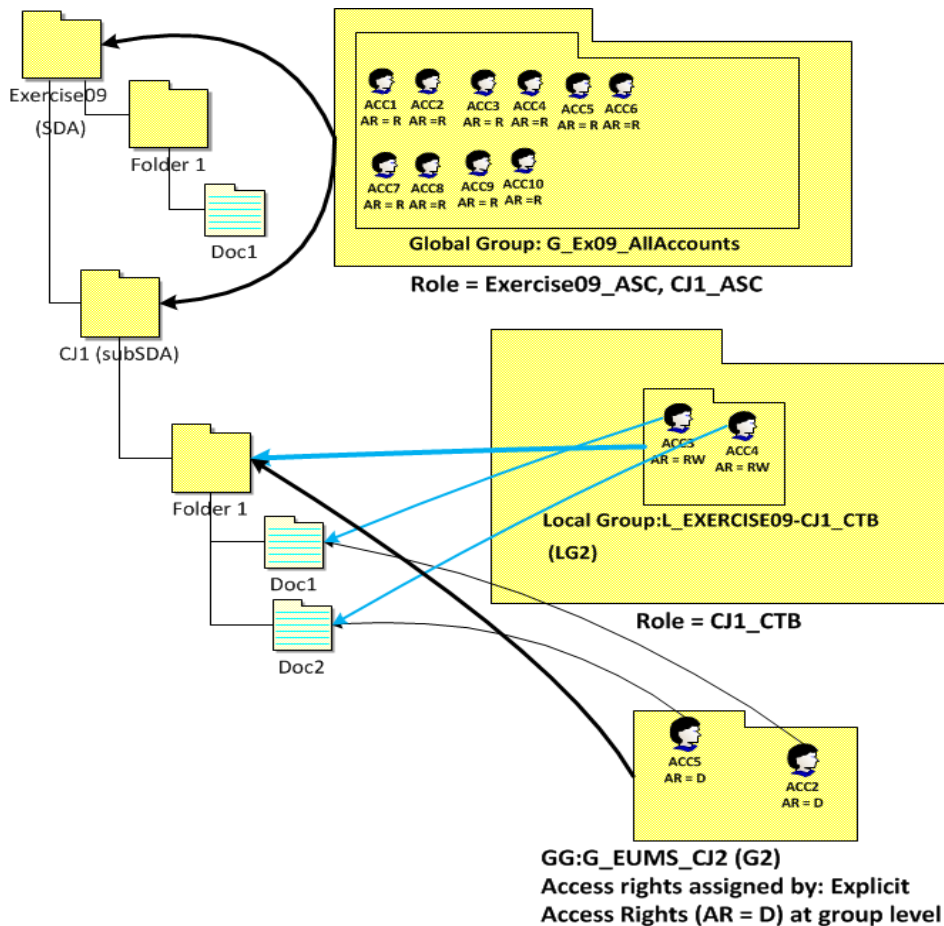 Exercise09
(SDA)
Folder 1
Doc1
CJ1 (subSDA)
Folder 1
Doc1
Doc2
ACC1 ACC2 ACC3 ACC4 ACC5 ACC6
AR = R AR =R AR = R AR =R AR = R AR =R
ACC7 ACC8 ACC9 ACC10
AR = R AR =R AR = R AR =R
Global Group: G_Ex09_AllAccounts
Role = Exercise09_ASC, CJ1_ASC
ACC3
AR = RW
ACC4
AR = RW
Local Group:L_EXERCISE09-CJ1_CTB
(LG2)
Role = CJ1_CTB
ACC5
AR = D
ACC2
AR = D
GG:G_EUMS_CJ2 (G2)
Access rights assigned by: Explicit
Access Rights (AR = D) at group level